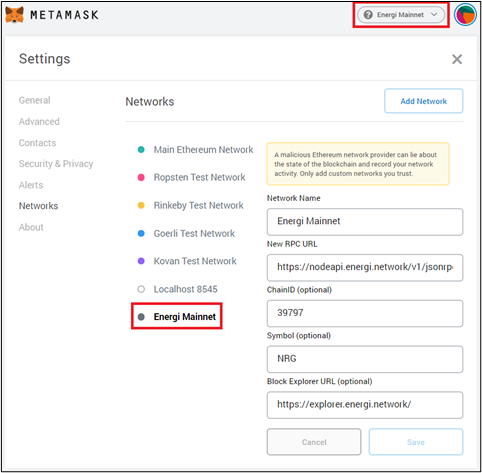 METAMASK
Energi Mainnet
Settings
General
Advanced
Contacts
Security & Privacy
Alerts
Networks
About
Networks
Add Network
Main Ethereum Network
Ropsten Test Network
Rinkeby Test Network
Goerli Test Network
Kovan Test Network
Localhost 8545
Energi Mainnet
A malicious Ethereum network provider can lie about
the state of the blockchain and record your network
activity. Only add custom networks you trust.
Network Name
Energi Mainnet
New RPC URL
https://nodeapi.energi.network/v1/jsonrp
ChainID (optional)
39797
Symbol (optional)
NRG
Block Explorer URL (optional)
https://explorer.energi.network/
Cancel
Save